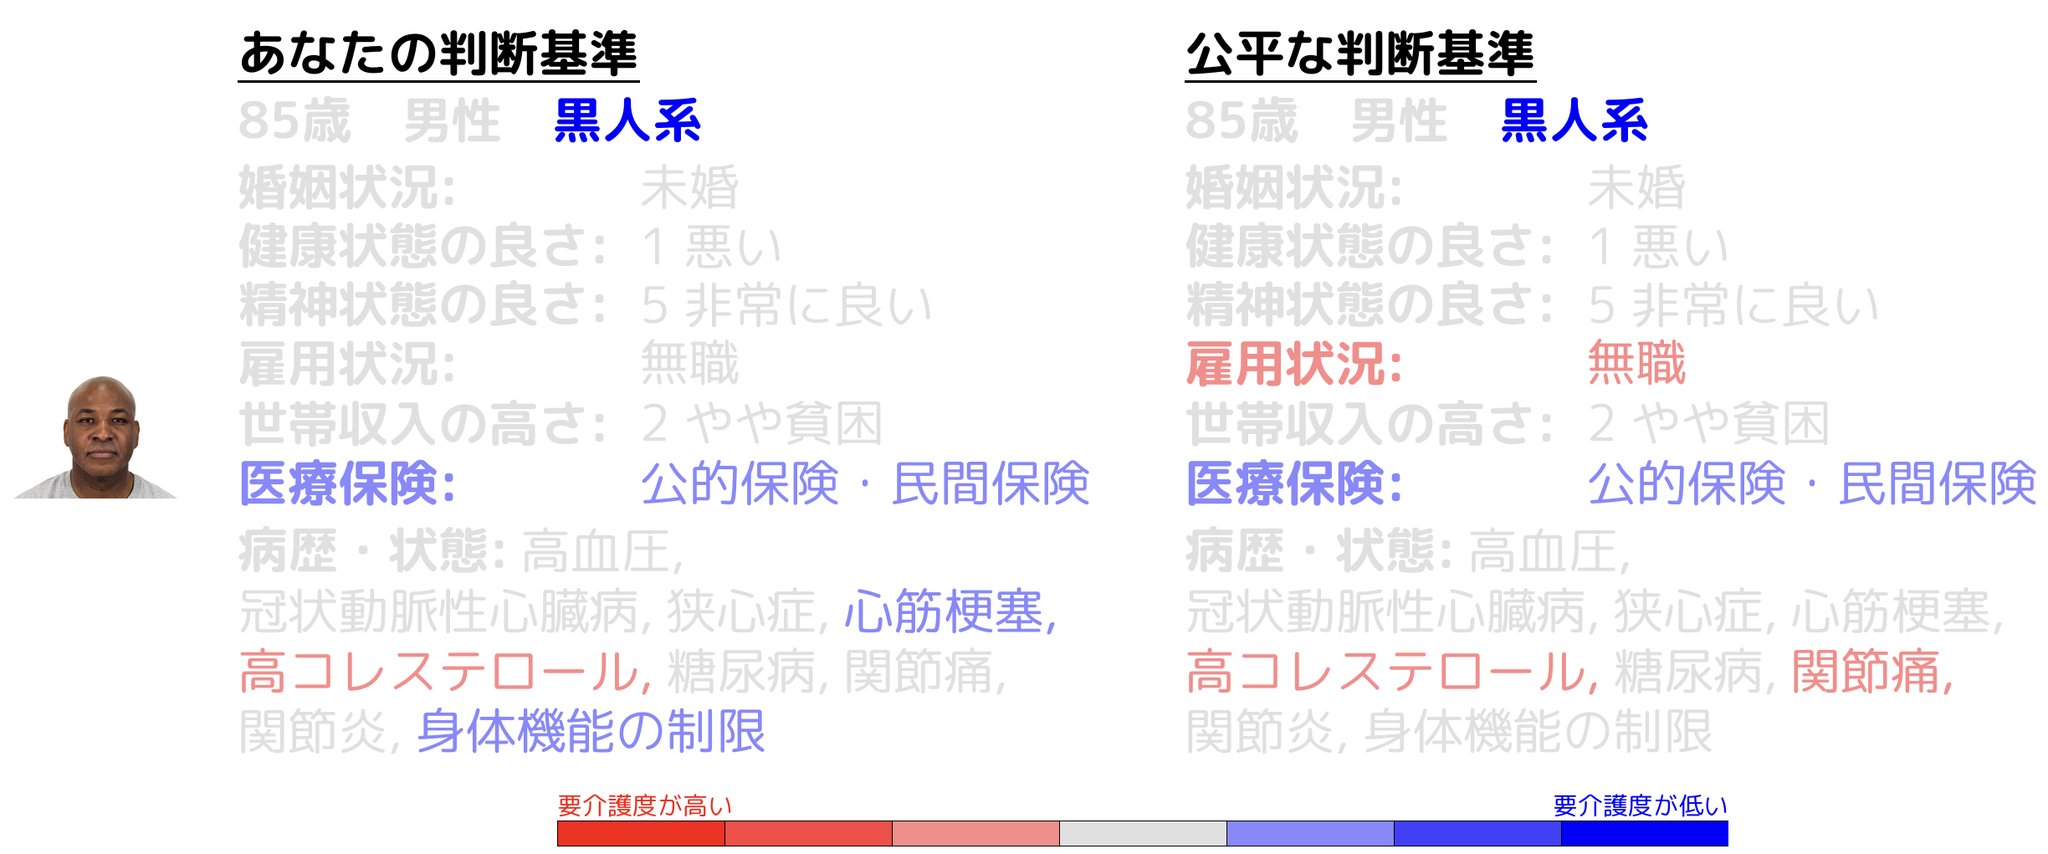 あなたの判断基準
85歳 男性 黒人系
婚姻状況: 未婚
健康状態の良さ: 1 悪い
精神状態の良さ: 5 非常に良い
雇用状況: 無職
世帯収入の高さ: 2 やや貧困
医療保険: 公的保険・民間保険
病歴・状態: 高血圧,
冠状動脈性心臓病, 狭心症, 心筋梗塞,
高コレステロール, 糖尿病, 関節痛,
関節炎, 身体機能の制限
公平な判断基準
85歳 男性 黒人系
婚姻状況: 未婚
健康状態の良さ: 1 悪い
精神状態の良さ: 5 非常に良い
雇用状況: 無職
世帯収入の高さ: 2 やや貧困
医療保険: 公的保険・民間保険
病歴・状態: 高血圧,
冠状動脈性心臓病, 狭心症, 心筋梗塞,
高コレステロール, 糖尿病, 関節痛,
関節炎, 身体機能の制限
要介護度が高い 要介護度が低い